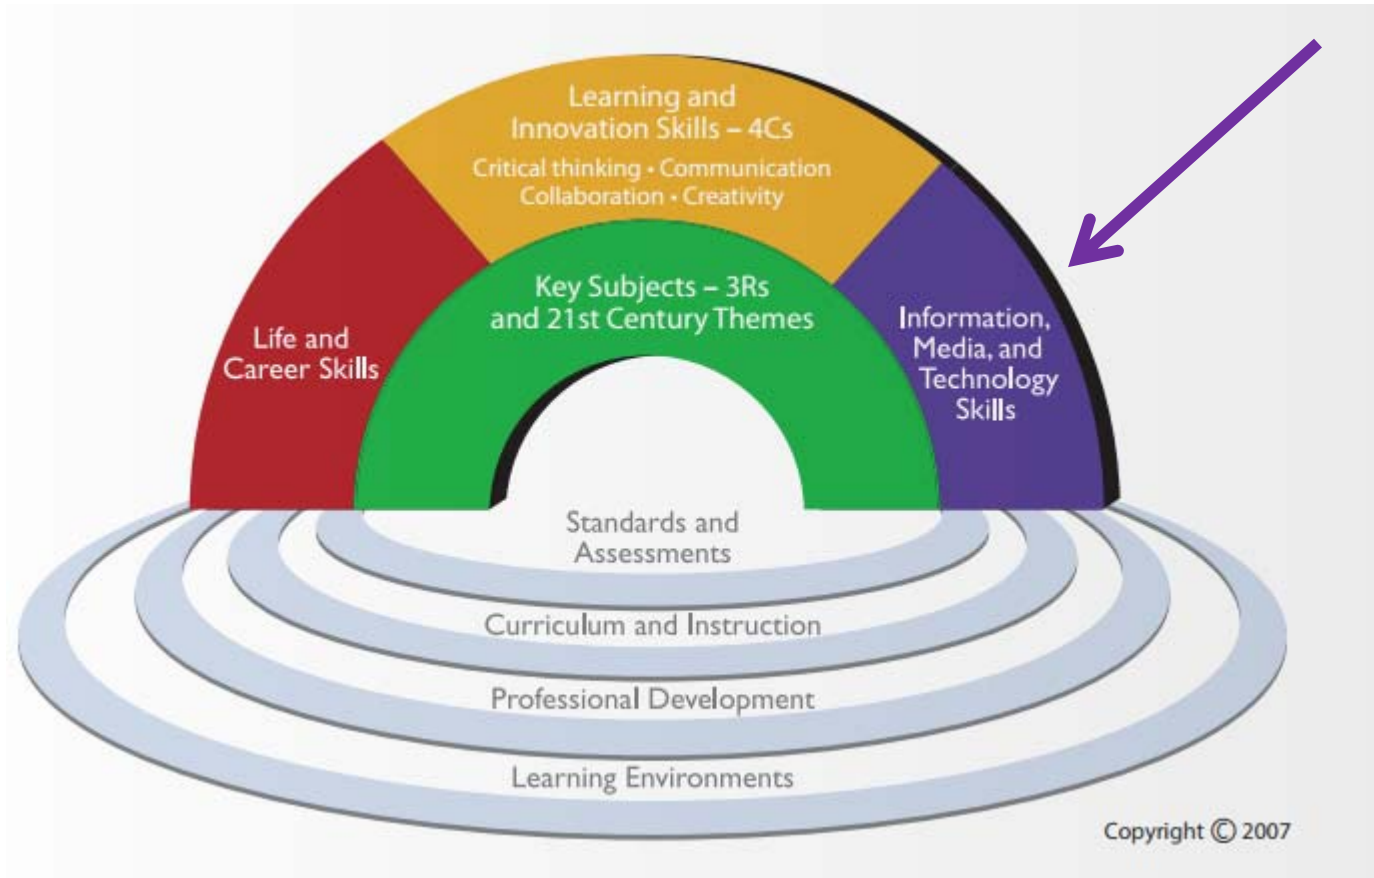 Learning and
Innovation Skills – 4Cs
Critical thinking • Communication
Collaboration • Creativity
Key Subjects – 3Rs
and 21st Century Themes
Life and
Career Skills
Information,
Media, and
Technology
Skills
Standards and
Assessments
Curriculum and Instruction
Professional Development
Learning Environments
Copyright © 2007